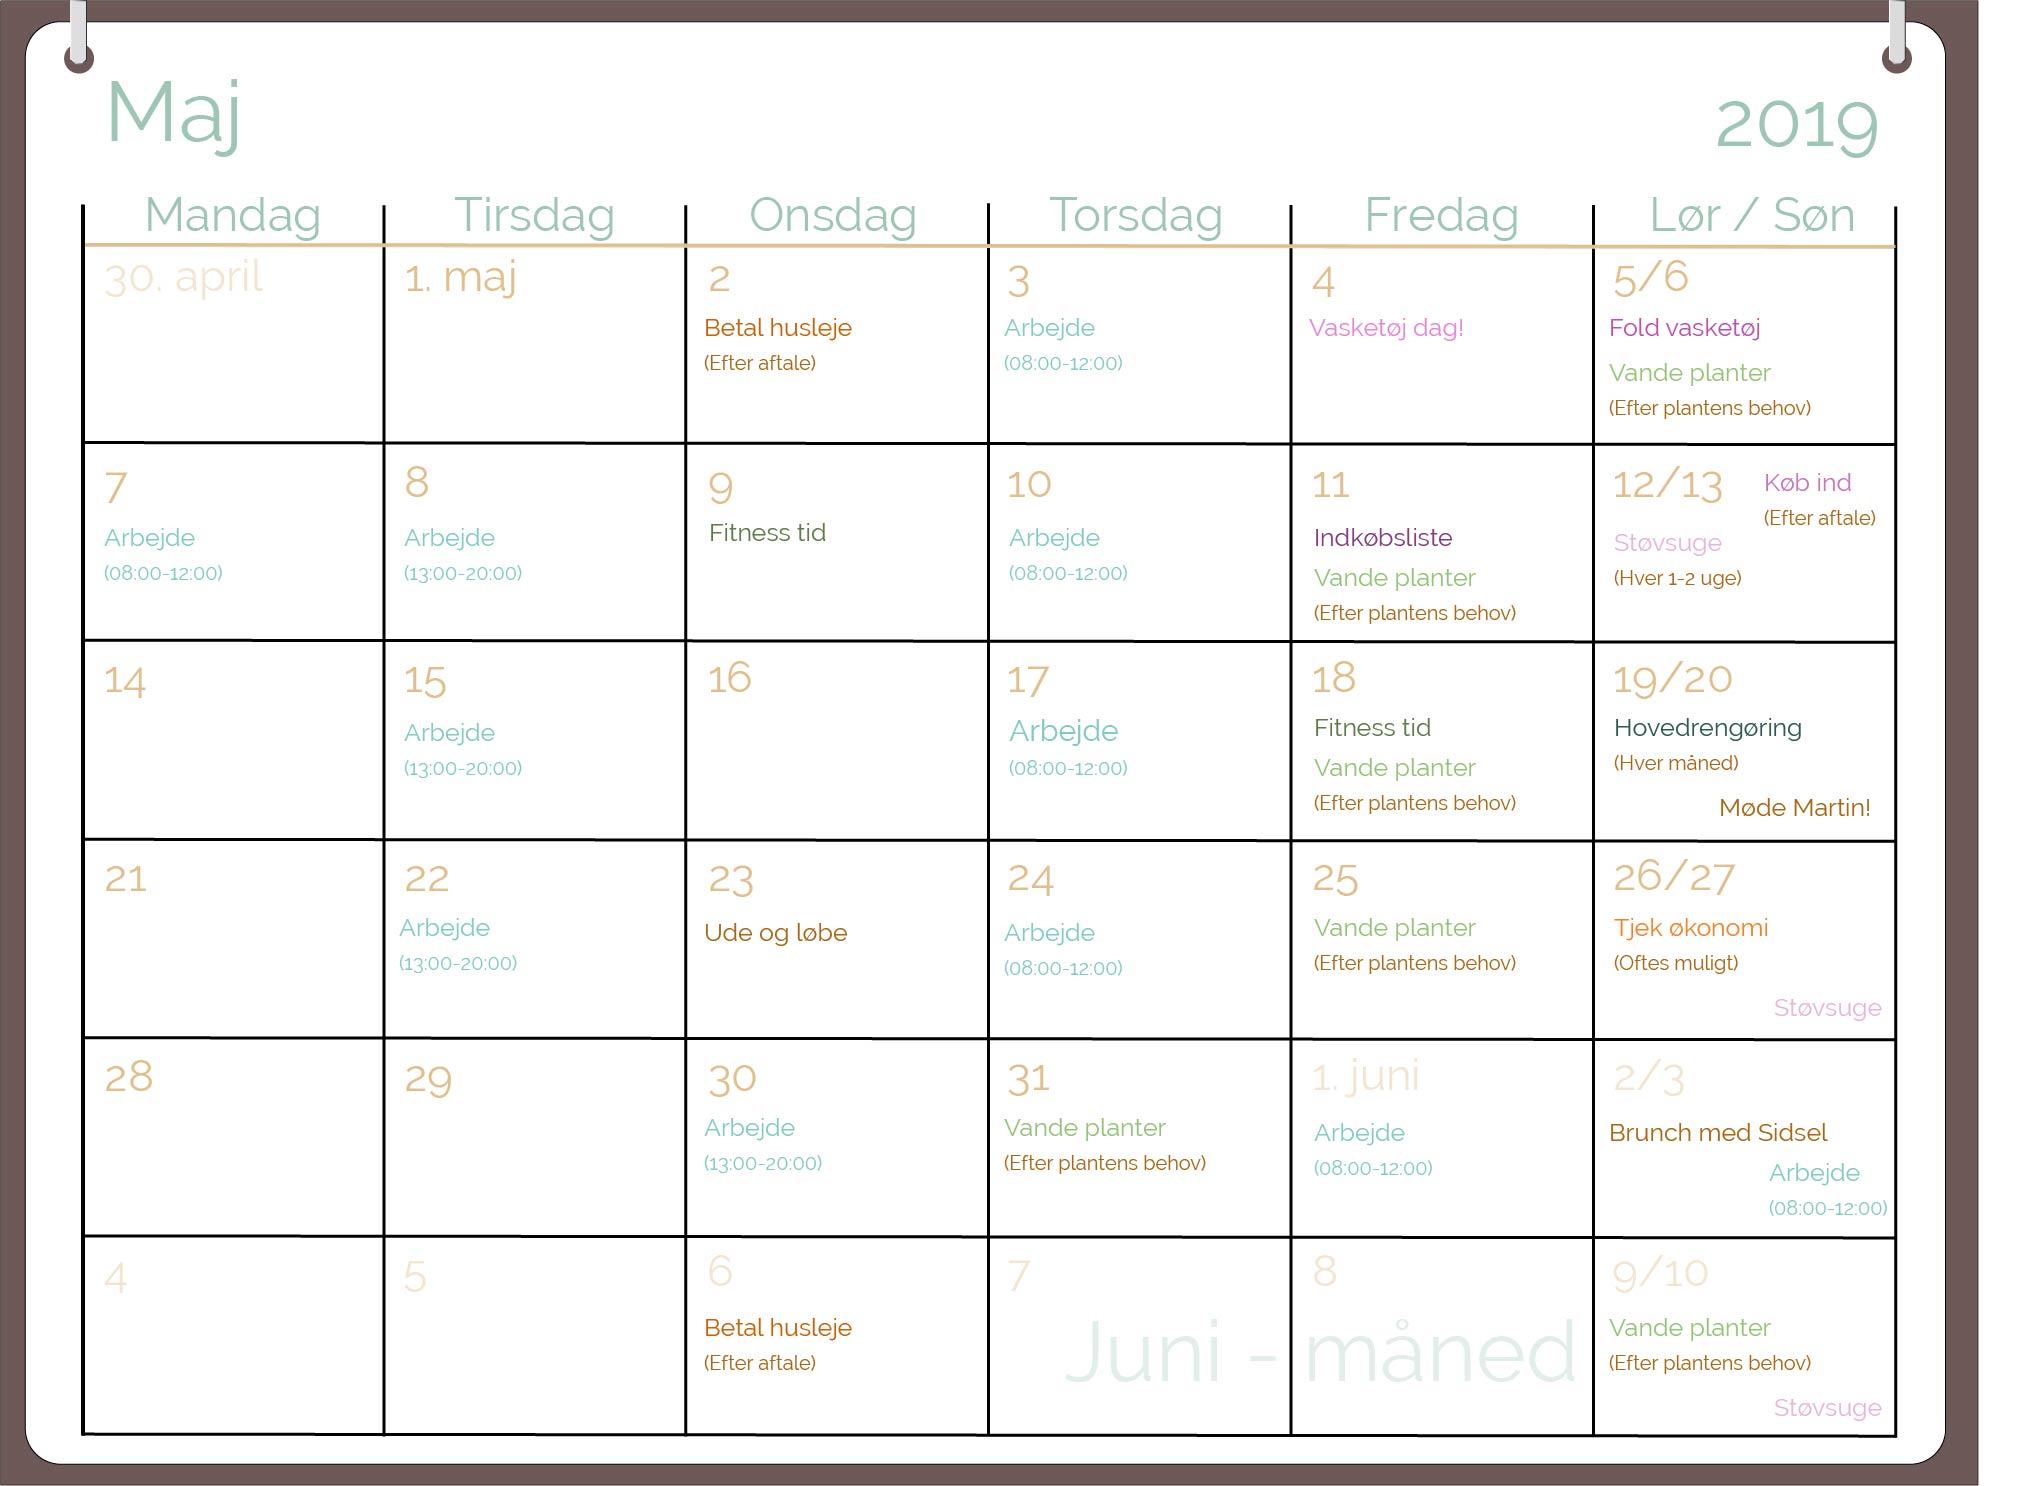 Maj
2019
Mandag
Tirsdag
Onsdag
Torsdag
Fredag
Lør / Søn
30. april
1. maj
2
Betal husleje
(Efter aftale)
3
Arbejde
(08:00-12:00)
4
Vasketøj dag!
5/6
Fold vasketøj
Vande planter
(Efter plantens behov)
7
Arbejde
(08:00-12:00)
8
Arbejde
(13:00-20:00)
9
Fitness tid
10
Arbejde
(08:00-12:00)
11
Indkøbsliste
Vande planter
(Efter plantens behov)
12/13
Køb ind
(Efter aftale)
Støvsuge
(Hver 1-2 uge)
14
15
Arbejde
(13:00-20:00)
16
17
Arbejde
(08:00-12:00)
18
Fitness tid
Vande planter
(Efter plantens behov)
19/20
Hovedrengøring
(Hver måned)
Møde Martin!
21
22
Arbejde
(13:00-20:00)
23
Ude og løbe
24
Arbejde
(08:00-12:00)
25
Vande planter
(Efter plantens behov)
26/27
Tjek økonomi
(Oftes muligt)
Støvsuge
28
29
30
Arbejde
(13:00-20:00)
31
Vande planter
(Efter plantens behov)
1. juni
Arbejde
(08:00-12:00)
2/3
Brunch med Sidsel
Arbejde
(08:00-12:00)
4
5
6
Betal husleje
(Efter aftale)
7
8
Juni - måned
9/10
Vande planter
(Efter plantens behov)
Støvsuge